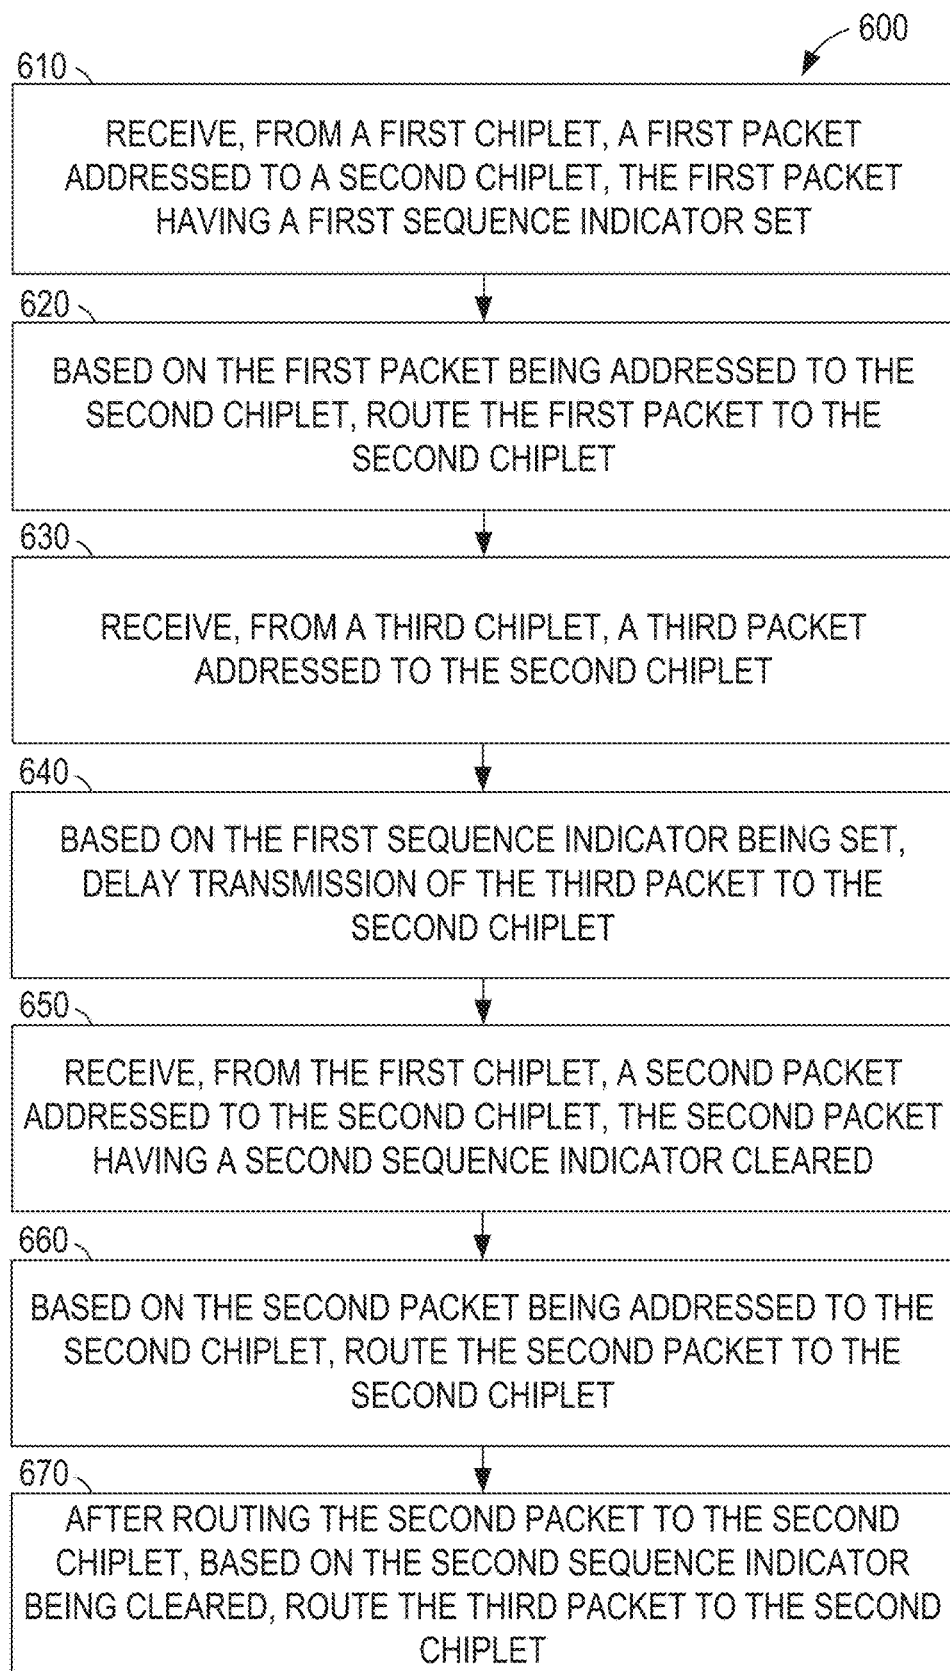 600
610
RECEIVE, FROM A FIRST CHIPLET, A FIRST PACKET
ADDRESSED TO A SECOND CHIPLET, THE FIRST PACKET
HAVING A FIRST SEQUENCE INDICATOR SET
620
BASED ON THE FIRST PACKET BEING ADDRESSED TO THE
SECOND CHIPLET, ROUTE THE FIRST PACKET TO THE
SECOND CHIPLET
630
RECEIVE, FROM A THIRD CHIPLET, A THIRD PACKET
ADDRESSED TO THE SECOND CHIPLET
640
BASED ON THE FIRST SEQUENCE INDICATOR BEING SET,
DELAY TRANSMISSION OF THE THIRD PACKET TO THE
SECOND CHIPLET
650
RECEIVE, FROM THE FIRST CHIPLET, A SECOND PACKET
ADDRESSED TO THE SECOND CHIPLET, THE SECOND PACKET
HAVING A SECOND SEQUENCE INDICATOR CLEARED
660
BASED ON THE SECOND PACKET BEING ADDRESSED TO THE
SECOND CHIPLET, ROUTE THE SECOND PACKET TO THE
SECOND CHIPLET
670
AFTER ROUTING THE SECOND PACKET TO THE SECOND
CHIPLET, BASED ON THE SECOND SEQUENCE INDICATOR
BEING CLEARED, ROUTE THE THIRD PACKET TO THE SECOND
CHIPLET